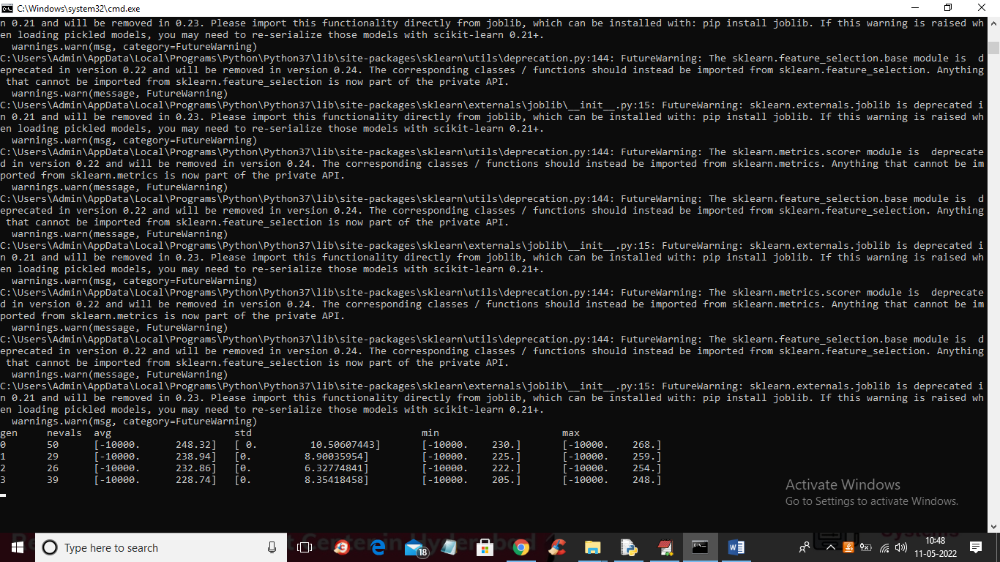 C:\Windows\system32\cmd.exe
n 0.21 and will be removed in 0.23. Please import this functionality directly from joblib, which can be installed with: pip install joblib. If this warning is raised wh
en loading pickled models, you may need to re-serialize those models with scikit-learn 0.21+.
  warnings.warn(msg, category=FutureWarning)
C:\Users\Admin\AppData\Local\Programs\Python\Python37\lib\site-packages\sklearn\utils\deprecation.py:144: FutureWarning: The sklearn.feature_selection.base module is  d
eprecated in version 0.22 and will be removed in version 0.24. The corresponding classes / functions should instead be imported from sklearn.feature_selection. Anything
 that cannot be imported from sklearn.feature_selection is now part of the private API.
  warnings.warn(message, FutureWarning)
C:\Users\Admin\AppData\Local\Programs\Python\Python37\lib\site-packages\sklearn\externals\joblib\__init__.py:15: FutureWarning: sklearn.externals.joblib is deprecated i
n 0.21 and will be removed in 0.23. Please import this functionality directly from joblib, which can be installed with: pip install joblib. If this warning is raised wh
en loading pickled models, you may need to re-serialize those models with scikit-learn 0.21+.
  warnings.warn(msg, category=FutureWarning)
C:\Users\Admin\AppData\Local\Programs\Python\Python37\lib\site-packages\sklearn\utils\deprecation.py:144: FutureWarning: The sklearn.metrics.scorer module is  deprecate
d in version 0.22 and will be removed in version 0.24. The corresponding classes / functions should instead be imported from sklearn.metrics. Anything that cannot be im
ported from sklearn.metrics is now part of the private API.
  warnings.warn(message, FutureWarning)
C:\Users\Admin\AppData\Local\Programs\Python\Python37\lib\site-packages\sklearn\utils\deprecation.py:144: FutureWarning: The sklearn.feature_selection.base module is  d
eprecated in version 0.22 and will be removed in version 0.24. The corresponding classes / functions should instead be imported from sklearn.feature_selection. Anything
 that cannot be imported from sklearn.feature_selection is now part of the private API.
  warnings.warn(message, FutureWarning)
C:\Users\Admin\AppData\Local\Programs\Python\Python37\lib\site-packages\sklearn\externals\joblib\__init__.py:15: FutureWarning: sklearn.externals.joblib is deprecated i
n 0.21 and will be removed in 0.23. Please import this functionality directly from joblib, which can be installed with: pip install joblib. If this warning is raised wh
en loading pickled models, you may need to re-serialize those models with scikit-learn 0.21+.
  warnings.warn(msg, category=FutureWarning)
C:\Users\Admin\AppData\Local\Programs\Python\Python37\lib\site-packages\sklearn\utils\deprecation.py:144: FutureWarning: The sklearn.metrics.scorer module is  deprecate
d in version 0.22 and will be removed in version 0.24. The corresponding classes / functions should instead be imported from sklearn.metrics. Anything that cannot be im
ported from sklearn.metrics is now part of the private API.
  warnings.warn(message, FutureWarning)
C:\Users\Admin\AppData\Local\Programs\Python\Python37\lib\site-packages\sklearn\utils\deprecation.py:144: FutureWarning: The sklearn.feature_selection.base module is  d
eprecated in version 0.22 and will be removed in version 0.24. The corresponding classes / functions should instead be imported from sklearn.feature_selection. Anything
 that cannot be imported from sklearn.feature_selection is now part of the private API.
  warnings.warn(message, FutureWarning)
C:\Users\Admin\AppData\Local\Programs\Python\Python37\lib\site-packages\sklearn\externals\joblib\__init__.py:15: FutureWarning: sklearn.externals.joblib is deprecated i
n 0.21 and will be removed in 0.23. Please import this functionality directly from joblib, which can be installed with: pip install joblib. If this warning is raised wh
en loading pickled models, you may need to re-serialize those models with scikit-learn 0.21+.
  warnings.warn(msg, category=FutureWarning)
gen     nevals  avg                     std                             min                     max
0       50      [-10000.      248.32]   [ 0.         10.50607443]       [-10000.    230.]       [-10000.    268.]
1       29      [-10000.      238.94]   [0.         8.90035954]         [-10000.    225.]       [-10000.    259.]
2       26      [-10000.      232.86]   [0.         6.32774841]         [-10000.    222.]       [-10000.    254.]
3       39      [-10000.      228.74]   [0.         8.35418458]         [-10000.    205.]       [-10000.    248.]
Activate Windows
Go to Settings to activate Windows.
Type here to search
18
10:48
11-05-2022